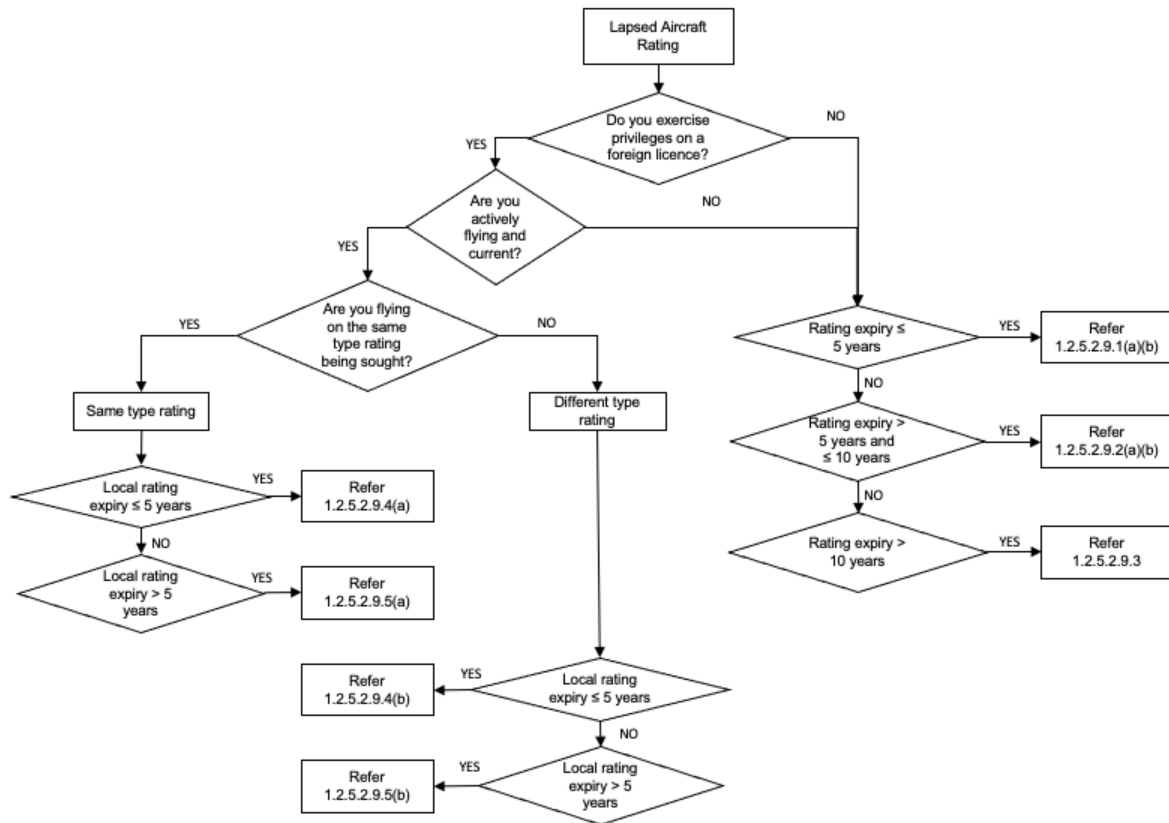 Lapsed Aircraft
Rating
Do you exercise
privileges on a
foreign licence?
YES
NO
Are you
actively
flying and
current?
YES
NO
Are you flying
on the same
type rating
being sought?
YES
NO
Same type rating
Different type
rating
Local rating
expiry ≤ 5 years
YES
Refer
1.2.5.2.9.4(a)
NO
Local rating
expiry > 5
years
YES
Refer
1.2.5.2.9.5(a)
Local rating
expiry ≤ 5 years
YES
Refer
1.2.5.2.9.4(b)
NO
Local rating
expiry > 5
years
YES
Refer
1.2.5.2.9.5(b)
Rating expiry ≤
5 years
YES
Refer
1.2.5.2.9.1(a)(b)
NO
Rating expiry >
5 years and
≤ 10 years
YES
Refer
1.2.5.2.9.2(a)(b)
NO
Rating expiry >
10 years
YES
Refer
1.2.5.2.9.3